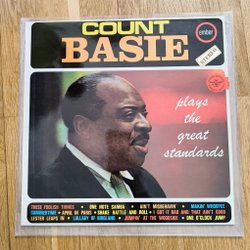 COUNT
BASIE
ember
STEREO
plays
the
great
standards
THESE FOOLISH THINGS • ONE NOTE SAMBA • AIN'T MISBEHAVIN • MAKIN' WHOOPEE
SUMMERTIME • APRIL IN PARIS • SHAKE RATTLE AND ROLL • I GOT IT BAD AND THAT AIN'T GOOD
LESTER LEAPS IN • LULLABY OF BIRDLAND • JUMPIN' AT THE WOODSIDE • ONE O'CLOCK JUMP